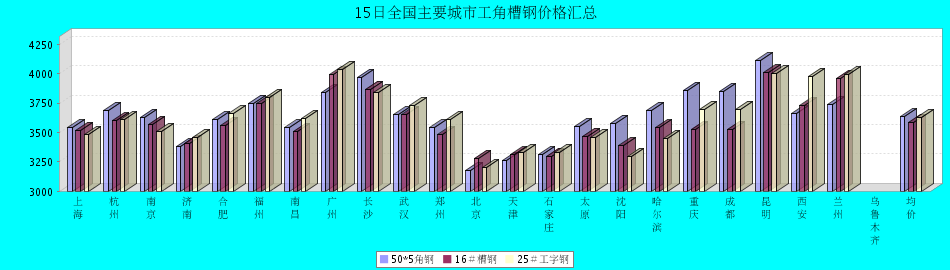 15日全国主要城市工角槽钢价格汇总
4250
4000
3750
3500
3250
3000
上海
杭州
南京
济南
合肥
福州
南昌
广州
长沙
武汉
郑州
北京
天津
石家庄
太原
沈阳
哈尔滨
重庆
成都
昆明
西安
兰州
乌鲁木齐
均价
50*5角钢 16#槽钢 25#工字钢